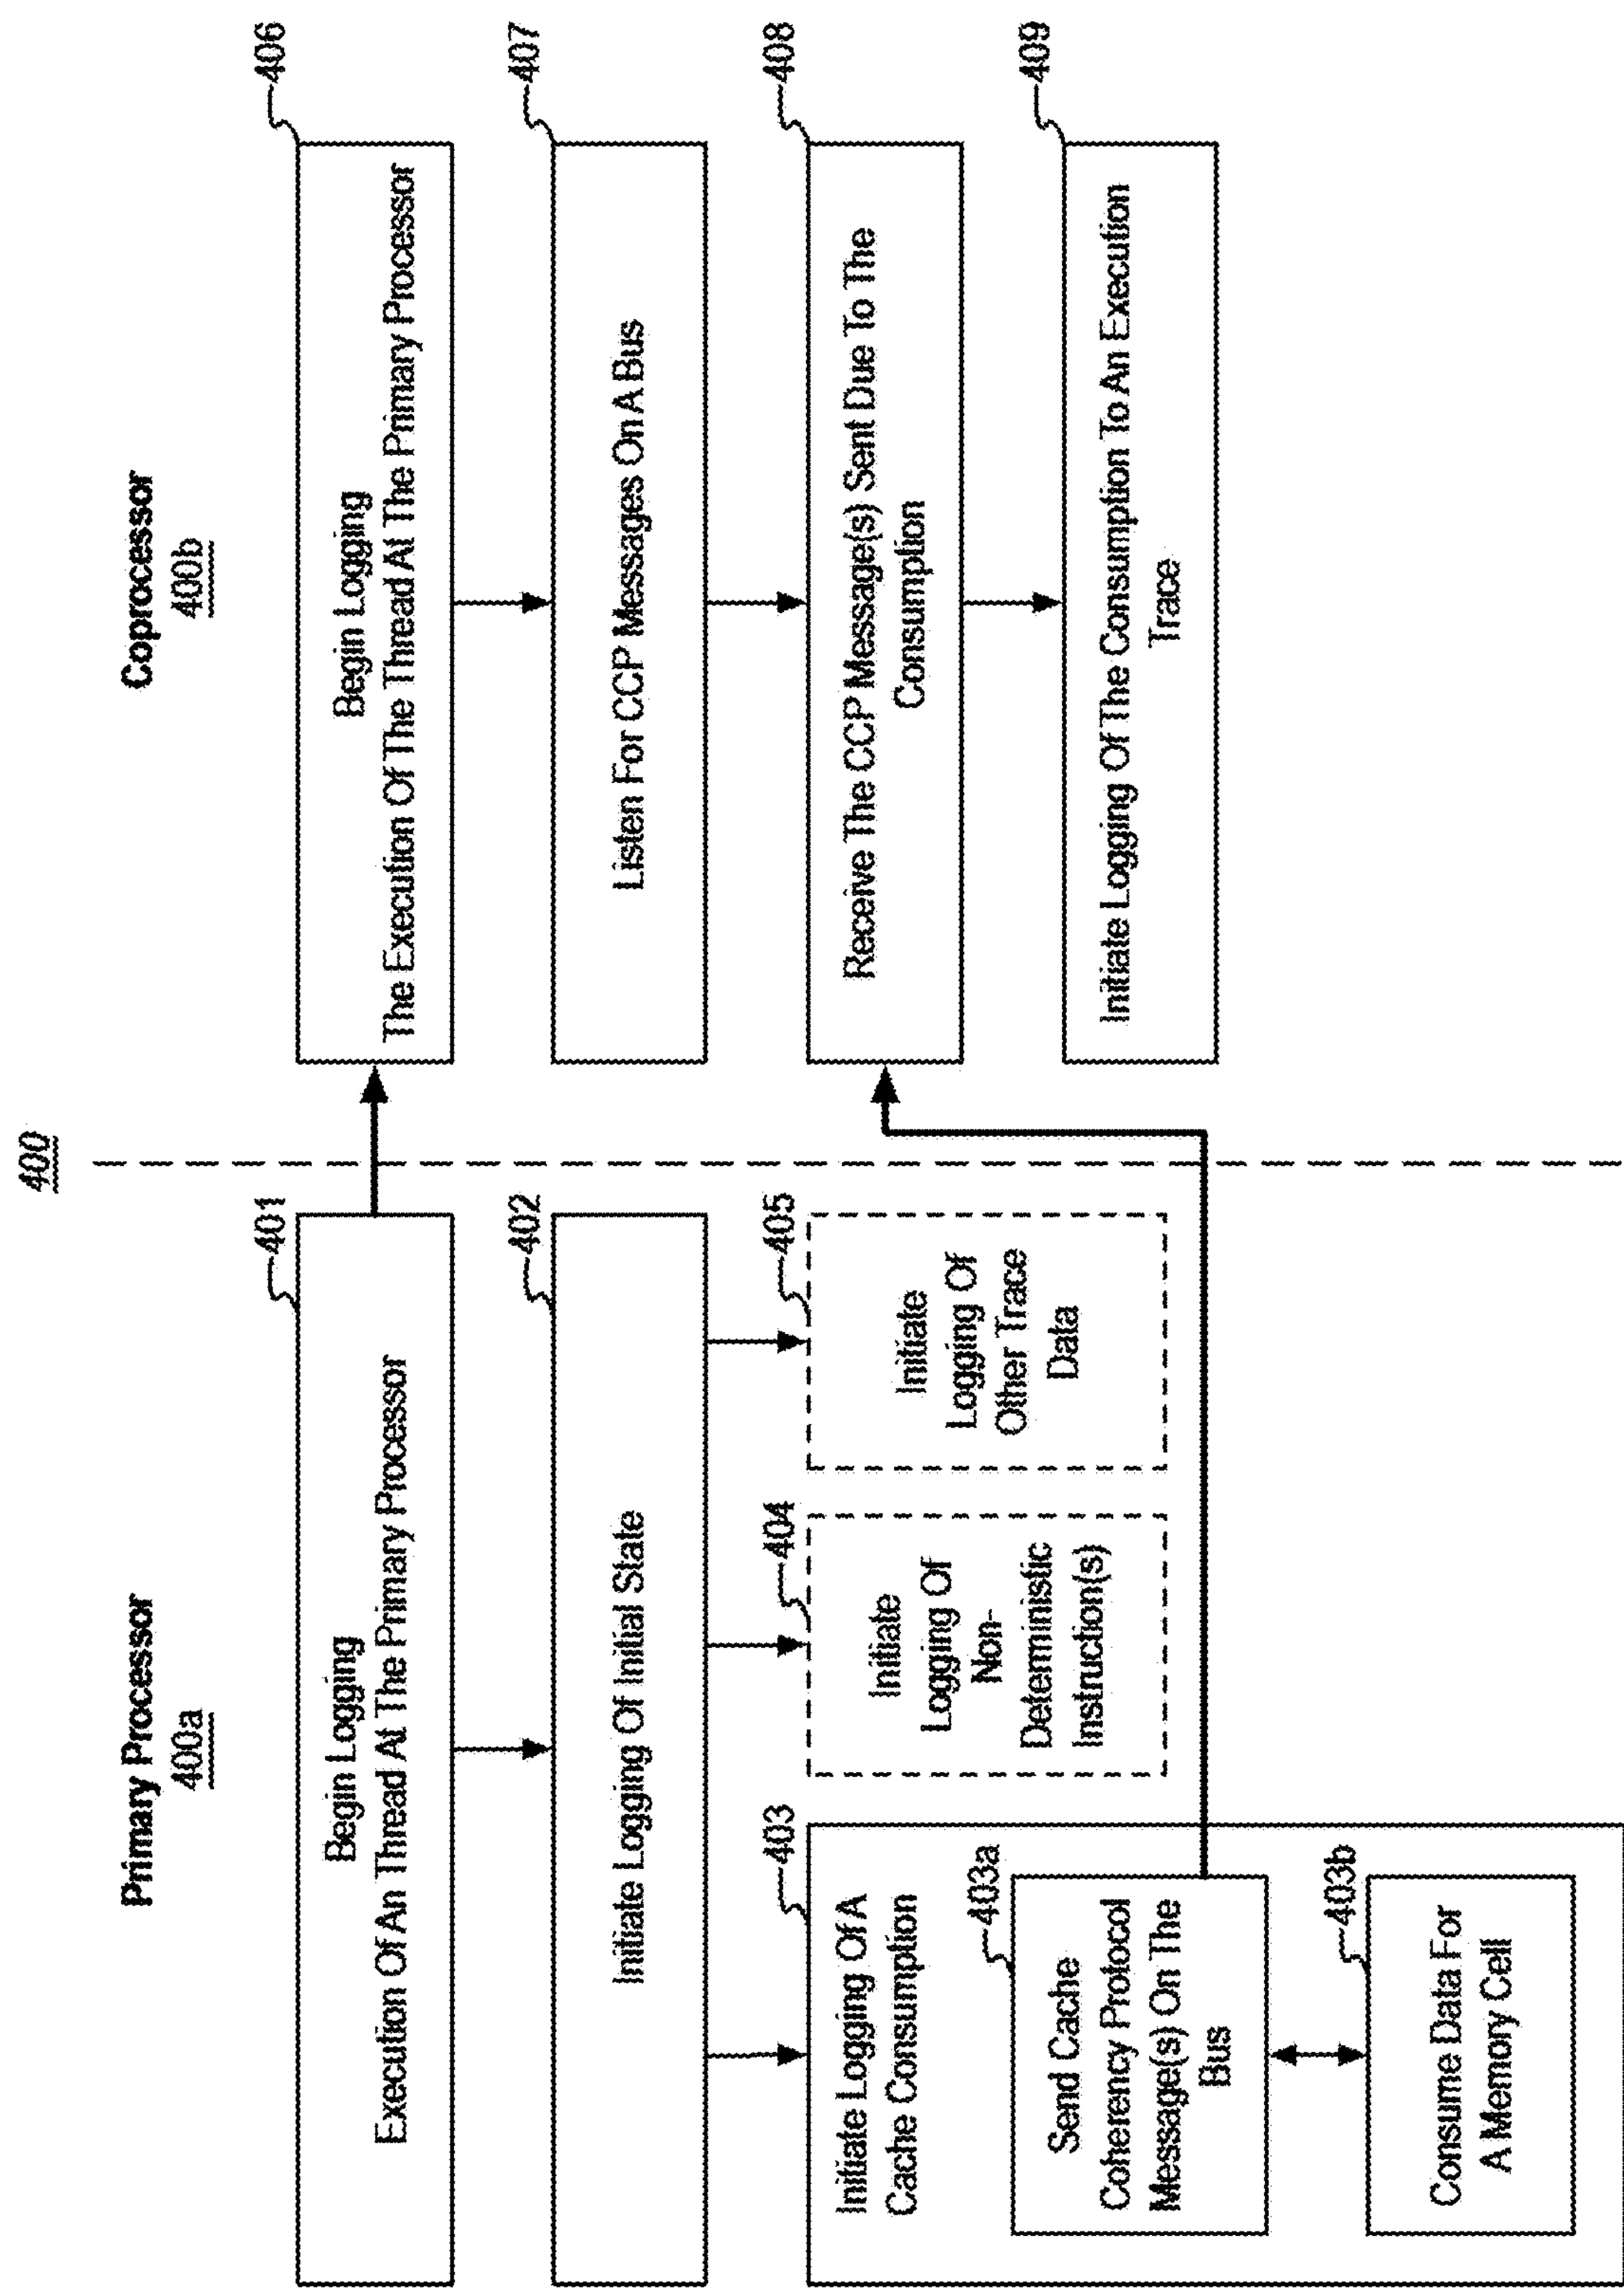 400
Primary Processor
400a
401
Begin Logging
Execution Of An Thread At The Primary Processor
402
Initiate Logging Of Initial State
403
Initiate Logging Of A
Cache Consumption
403a
Send Cache
Coherency Protocol
Message(s) On The
Bus
403b
Consume Data For
A Memory Cell
404
Initiate
Logging Of
Non-
Deterministic
Instruction(s)
405
Initiate
Logging Of
Other Trace
Data
Coprocessor
400b
406
Begin Logging
The Execution Of The Thread At The Primary Processor
407
Listen For CCP Messages On A Bus
408
Receive The CCP Message(s) Sent Due To The
Consumption
409
Initiate Logging Of The Consumption To An Execution
Trace